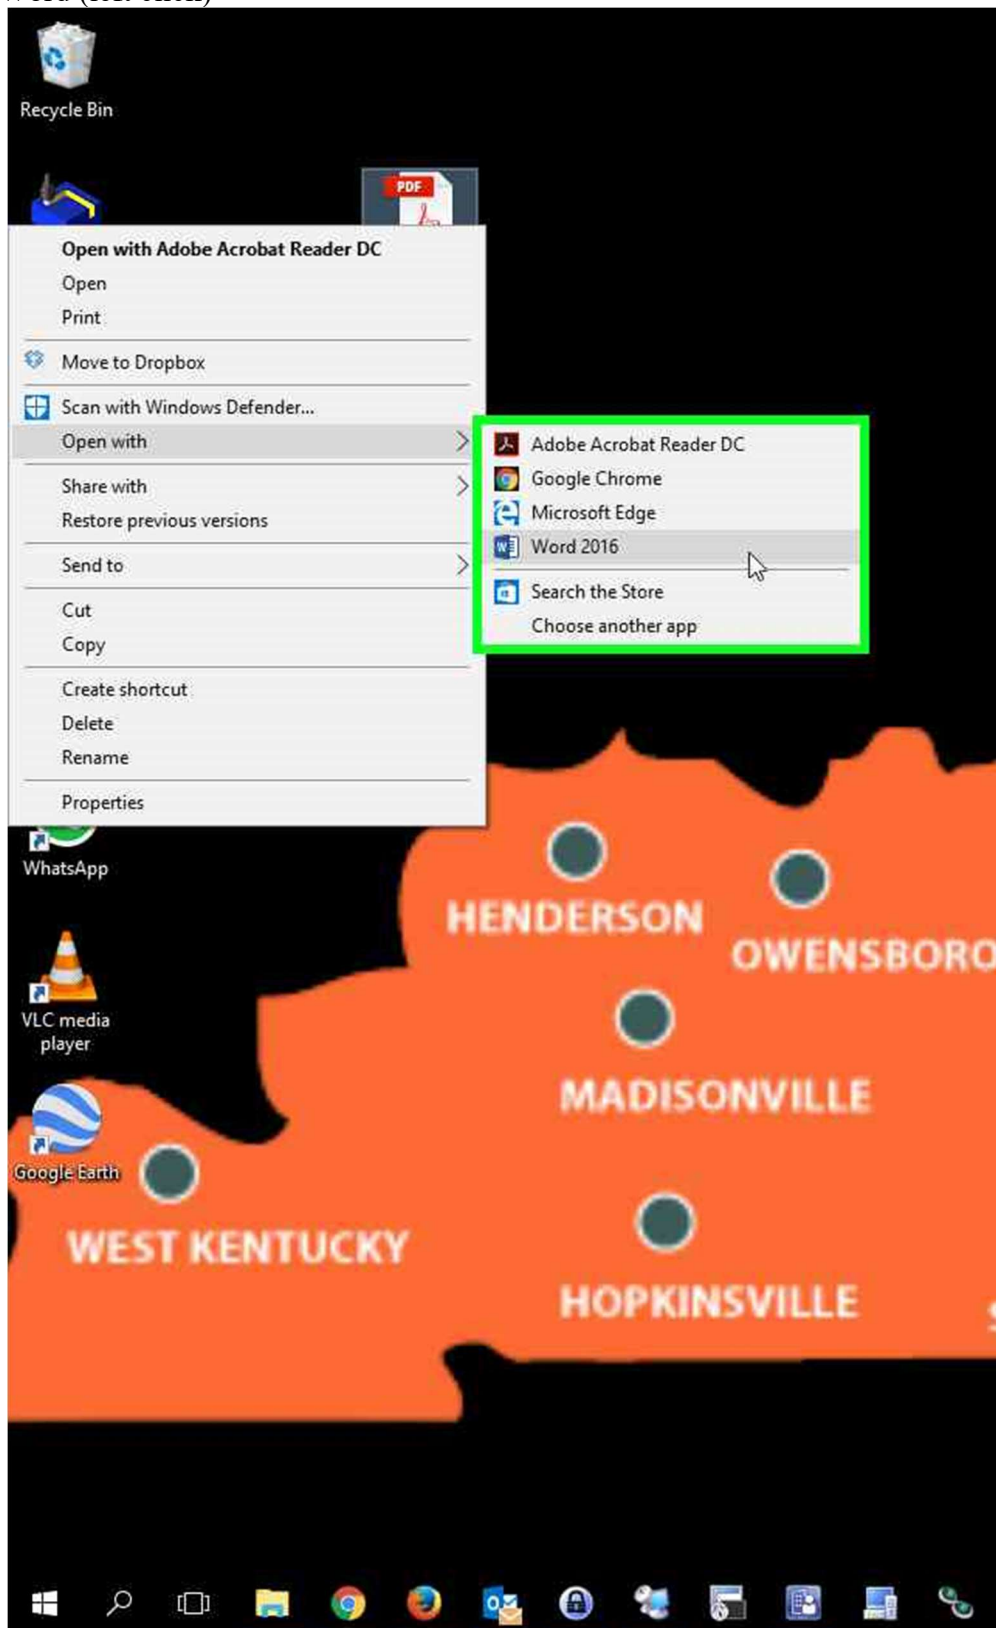 Recycle Bin
PDF
Open with Adobe Acrobat Reader DC
Open
Print
Move to Dropbox
Scan with Windows Defender...
Open with
Share with
Restore previous versions
Send to
Cut
Copy
Create shortcut
Delete
Rename
Properties
Adobe Acrobat Reader DC
Google Chrome
Microsoft Edge
Word 2016
Search the Store
Choose another app
WhatsApp
VLC media
player
Google Earth
HENDERSON
OWENSBORO
MADISONVILLE
WEST KENTUCKY
HOPKINSVILLE